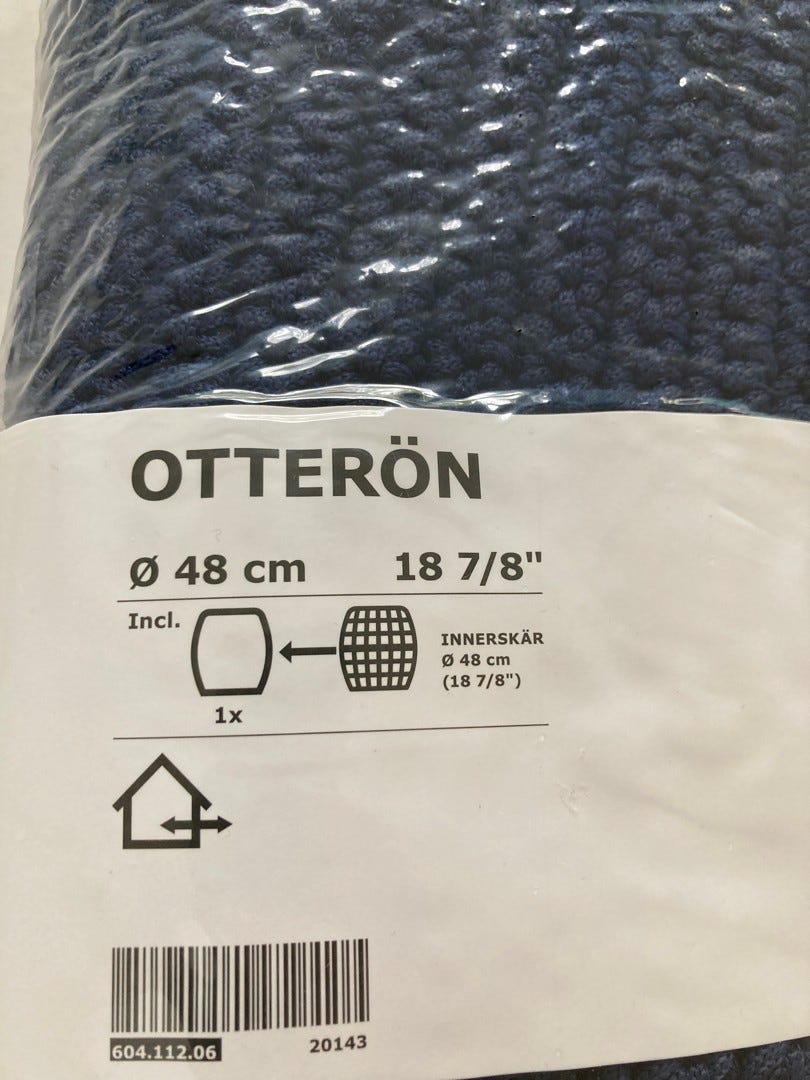 OTTERÖN
Ø 48 cm 18 7/8"
Incl.
INNERSKÄR
Ø 48 cm
(18 7/8")
1x
604.112.06 20143